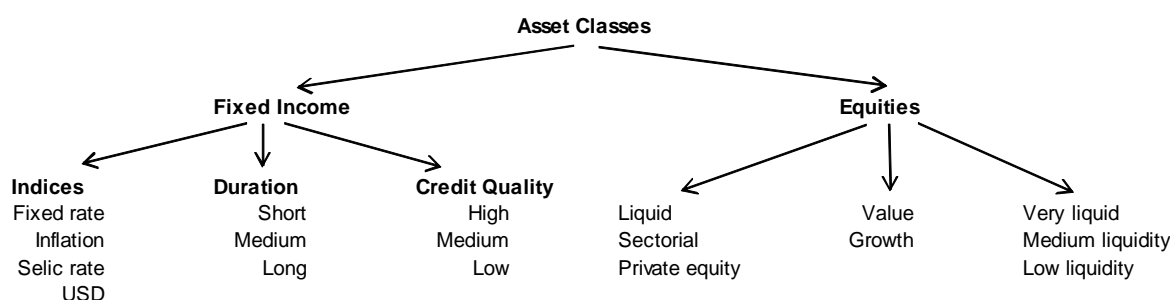 Asset Classes
Fixed Income Equities
Indices Duration Credit Quality
Fixed rate Short High Liquid Value Very liquid
Inflation Medium Medium Sectorial Growth Medium liquidity
Selic rate Long Low Private equity Low liquidity
USD